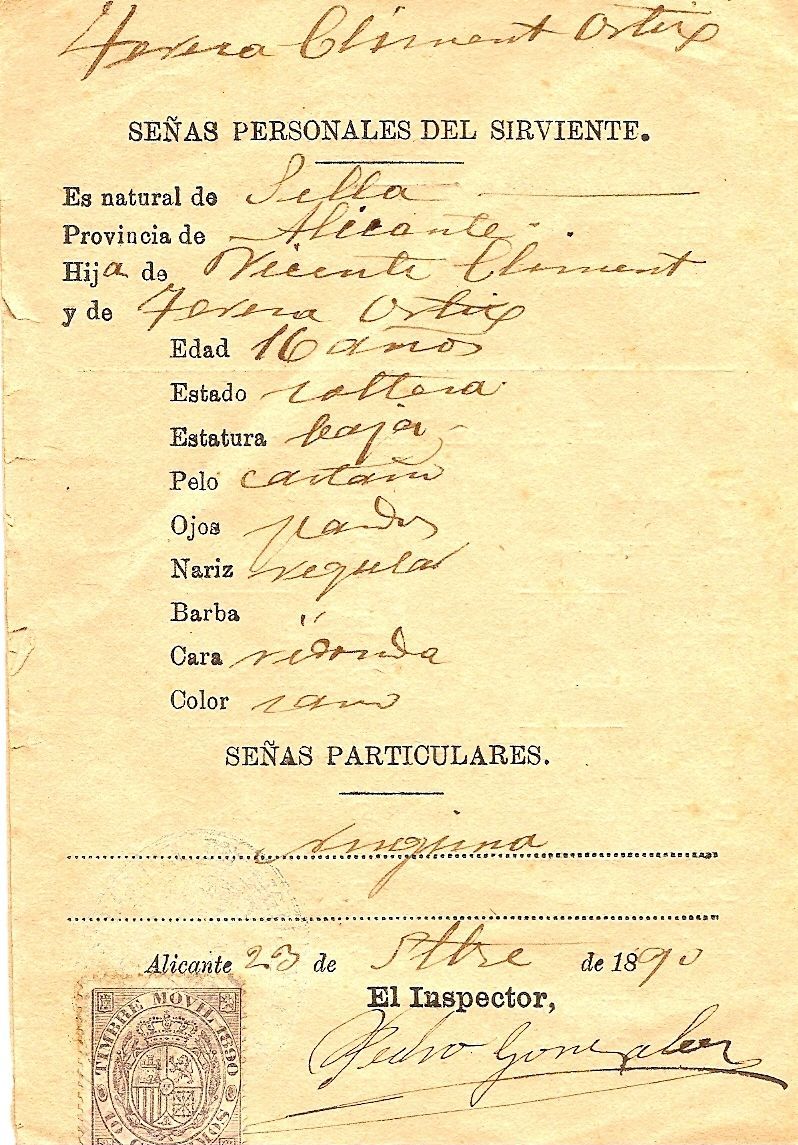 Teresa Climent Ortiz
SEÑAS PERSONALES DEL SIRVIENTE.
Es natural de Sella
Provincia de Alicante
Hija de Vicente Climent
y de Teresa Ortiz
Edad 16 años
Estado soltera
Estatura baja
Pelo castaño
Ojos pardos
Nariz regular
Barba "
Cara redonda
Color sano
SEÑAS PARTICULARES.
ninguna
Alicante 23 de Stbre de 1890
El Inspector,
Pedro Gonzalez
TIMBRE MOVIL 1890